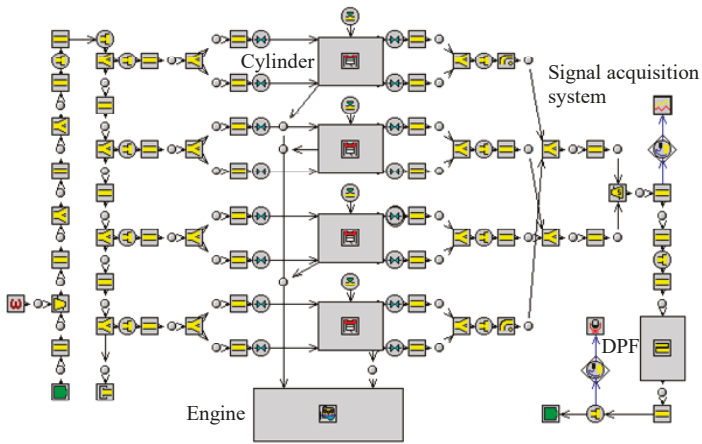 Cylinder
Signal acquisition
system
ω
DPF
Engine